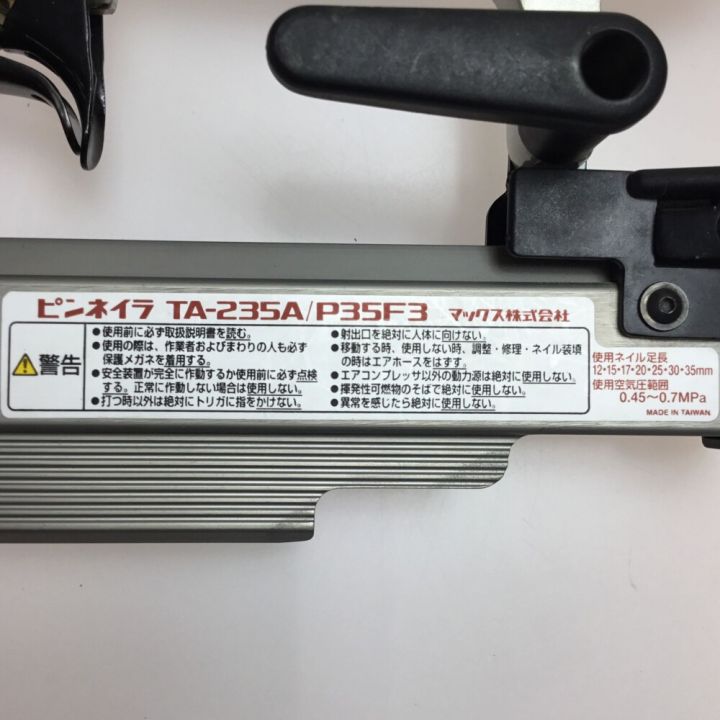 ピンネイラ TA-235A/P35F3 マックス株式会社
警告
●使用前に必ず取扱説明書を読む。
●使用の際は、作業者およびまわりの人も必ず
保護メガネを着用する。
●安全装置が完全に作動するか使用前に必ず点検
する。正常に作動しない場合は使用しない。
●打つ時以外は絶対にトリガに指をかけない。
●射出口を絶対に人体に向けない。
●移動する時、使用しない時、調整・修理・ネイル装填
の時はエアホースをはずす。
●エアコンプレッサ以外の動力源は絶対に使用しない。
●揮発性可燃物のそばで絶対に使用しない。
●異常を感じたら絶対に使用しない。
使用ネイル足長
12・15・17・20・25・30・35mm
使用空気圧範囲
0.45〜0.7MPa
MADE IN TAIWAN